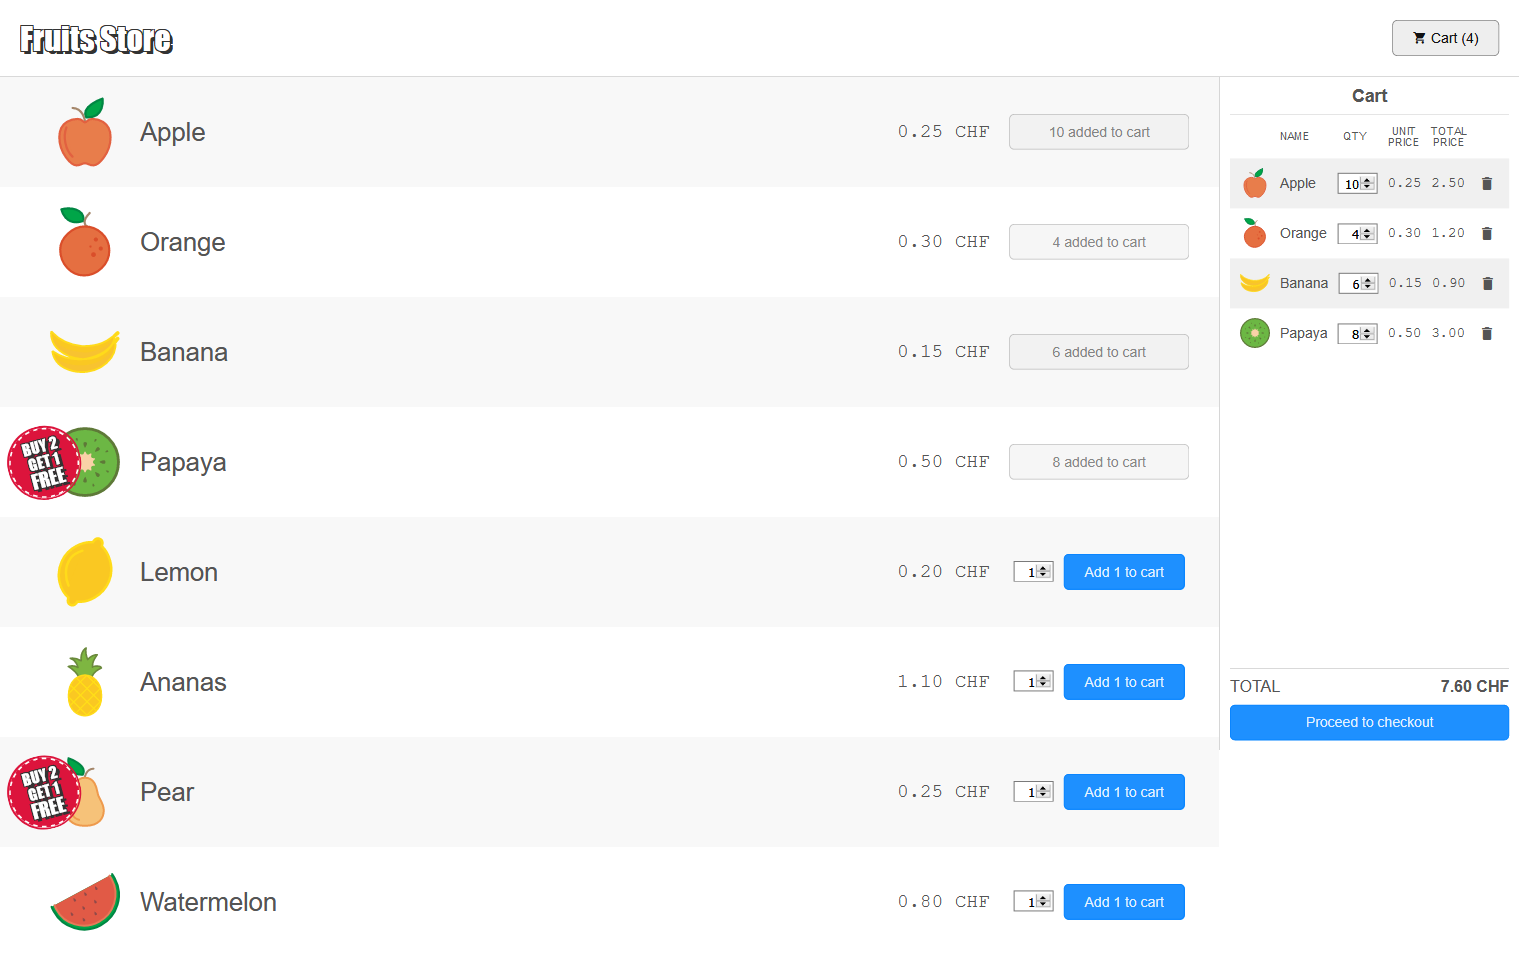 Fruits Store
Cart (4)
Apple
0.25 CHF
10 added to cart
Orange
0.30 CHF
4 added to cart
Banana
0.15 CHF
6 added to cart
BUY 2
GET 1
FREE
Papaya
0.50 CHF
8 added to cart
Lemon
0.20 CHF
1
Add 1 to cart
Ananas
1.10 CHF
1
Add 1 to cart
BUY 2
GET 1
FREE
Pear
0.25 CHF
1
Add 1 to cart
Watermelon
0.80 CHF
1
Add 1 to cart
Cart
NAME QTY UNIT PRICE TOTAL PRICE
Apple 10 0.25 2.50
Orange 4 0.30 1.20
Banana 6 0.15 0.90
Papaya 8 0.50 3.00
TOTAL 7.60 CHF
Proceed to checkout